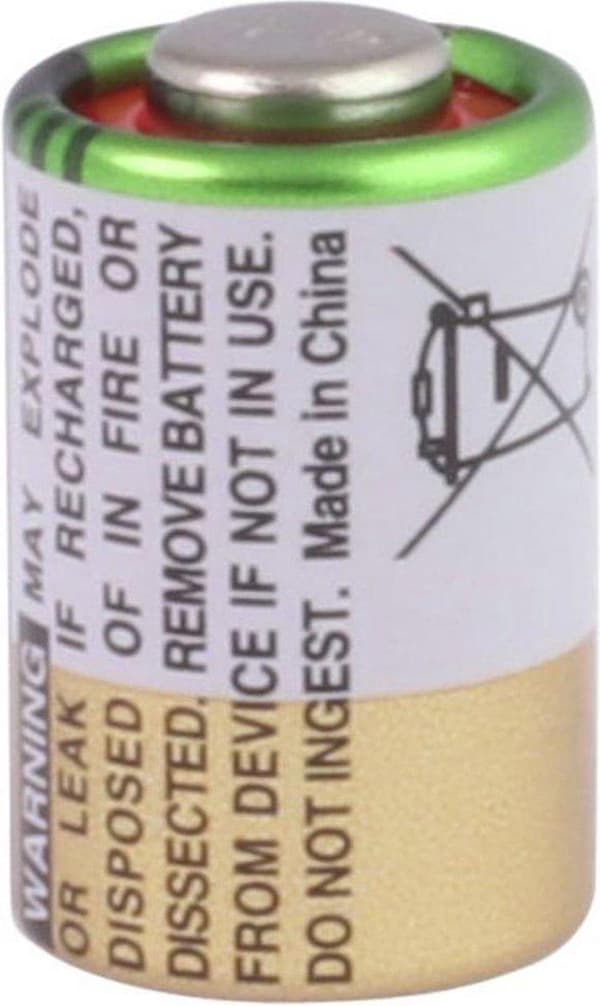 WARNING MAY EXPLODE
OR LEAK IF RECHARGED,
DISPOSED OF IN FIRE OR
DISSECTED. REMOVE BATTERY
FROM DEVICE IF NOT IN USE.
DO NOT INGEST. Made in China